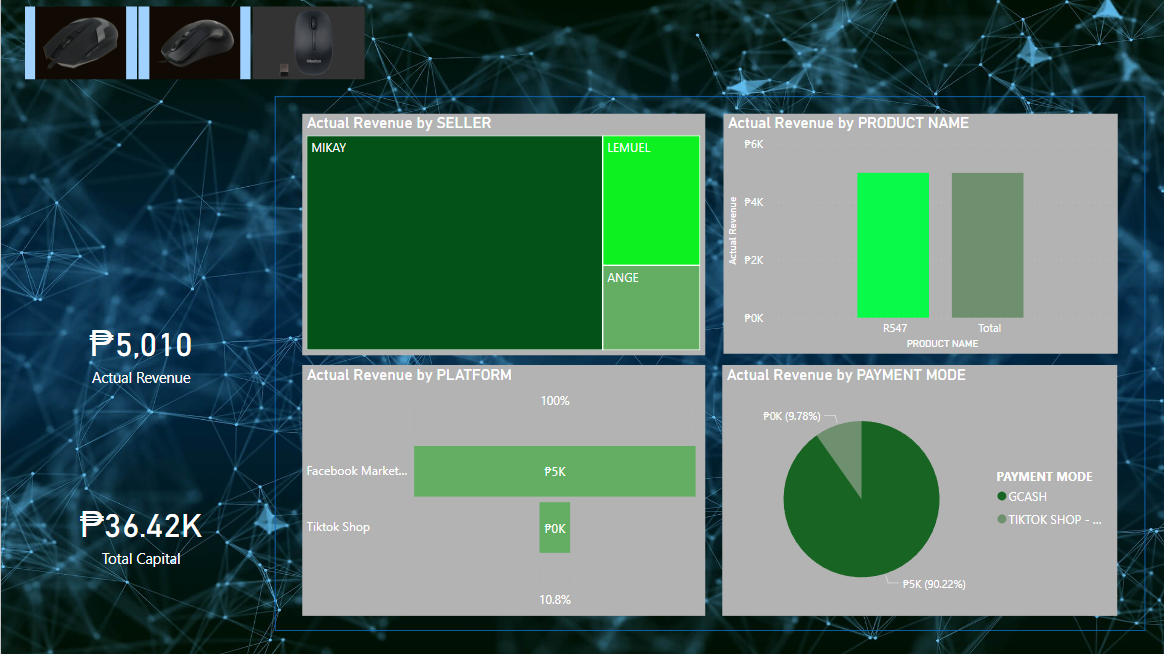 ₱5,010
Actual Revenue
₱36.42K
Total Capital
Actual Revenue by SELLER
MIKAY
LEMUEL
ANGE
Actual Revenue by PRODUCT NAME
₱6K
₱4K
₱2K
₱0K
Actual Revenue
R547
Total
PRODUCT NAME
Actual Revenue by PLATFORM
100%
Facebook Market...
₱5K
Tiktok Shop
₱0K
10.8%
Actual Revenue by PAYMENT MODE
₱0K (9.78%)
₱5K (90.22%)
PAYMENT MODE
GCASH
TIKTOK SHOP - ...